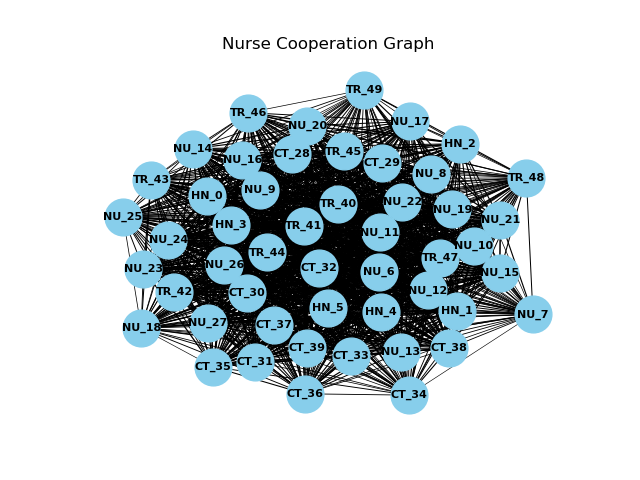 Nurse Cooperation Graph
TR_49
TR_46
NU_17
NU_20
HN_2
NU_14
TR_45
CT_28
NU_16
CT_29
NU_8
TR_48
TR_43
NU_9
HN_0
NU_22
TR_40
NU_19
NU_25
NU_21
HN_3
TR_41
NU_11
NU_24
NU_10
TR_44
TR_47
NU_26
CT_32
NU_23
NU_6
NU_15
TR_42
CT_30
NU_12
HN_5
HN_4
HN_1
NU_7
NU_18
NU_27
CT_37
CT_39
CT_38
NU_13
CT_33
CT_31
CT_35
CT_36
CT_34